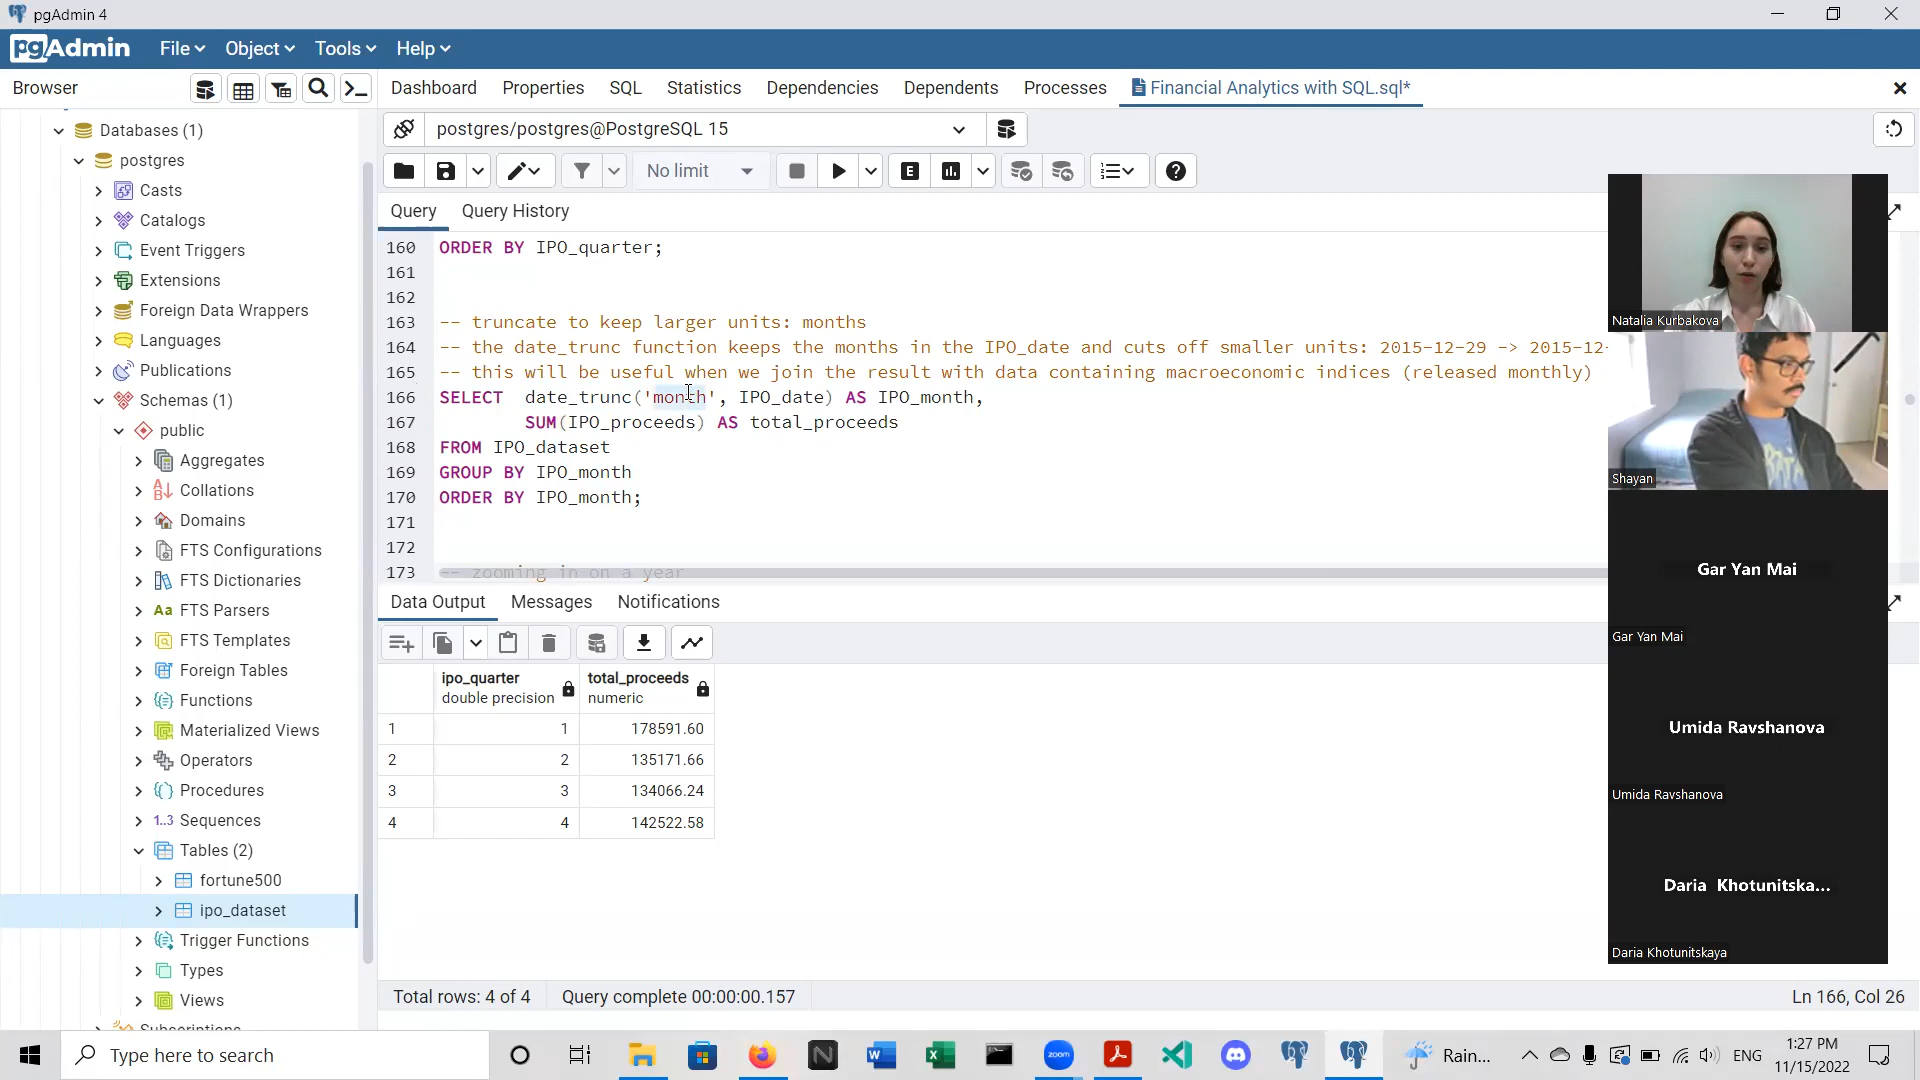 pgAdmin 4
pgAdmin File Object Tools Help
Browser
Dashboard Properties SQL Statistics Dependencies Dependents Processes Financial Analytics with SQL.sql*
Databases (1)
postgres
Casts
Catalogs
Event Triggers
Extensions
Foreign Data Wrappers
Languages
Publications
Schemas (1)
public
Aggregates
Collations
Domains
FTS Configurations
FTS Dictionaries
Aa FTS Parsers
FTS Templates
Foreign Tables
Functions
Materialized Views
Operators
Procedures
1..3 Sequences
Tables (2)
fortune500
ipo_dataset
Trigger Functions
Types
Views
Subscriptions
postgres/postgres@PostgreSQL 15
No limit
E
Query Query History
160 ORDER BY IPO_quarter;
161
162
163 -- truncate to keep larger units: months
164 -- the date_trunc function keeps the months in the IPO_date and cuts off smaller units: 2015-12-29 -> 2015-12-
165 -- this will be useful when we join the result with data containing macroeconomic indices (released monthly)
166 SELECT date_trunc('month', IPO_date) AS IPO_month,
167 SUM(IPO_proceeds) AS total_proceeds
168 FROM IPO_dataset
169 GROUP BY IPO_month
170 ORDER BY IPO_month;
171
172
173 -- zooming in on a year
Data Output Messages Notifications
ipo_quarter total_proceeds
double precision numeric
1 1 178591.60
2 2 135171.66
3 3 134066.24
4 4 142522.58
Total rows: 4 of 4 Query complete 00:00:00.157 Ln 166, Col 26
Natalia Kurbakova
Shayan
Gar Yan Mai
Gar Yan Mai
Umida Ravshanova
Umida Ravshanova
Daria Khotunitska...
Daria Khotunitskaya
Type here to search
zoom
Rain...
ENG
1:27 PM
11/15/2022